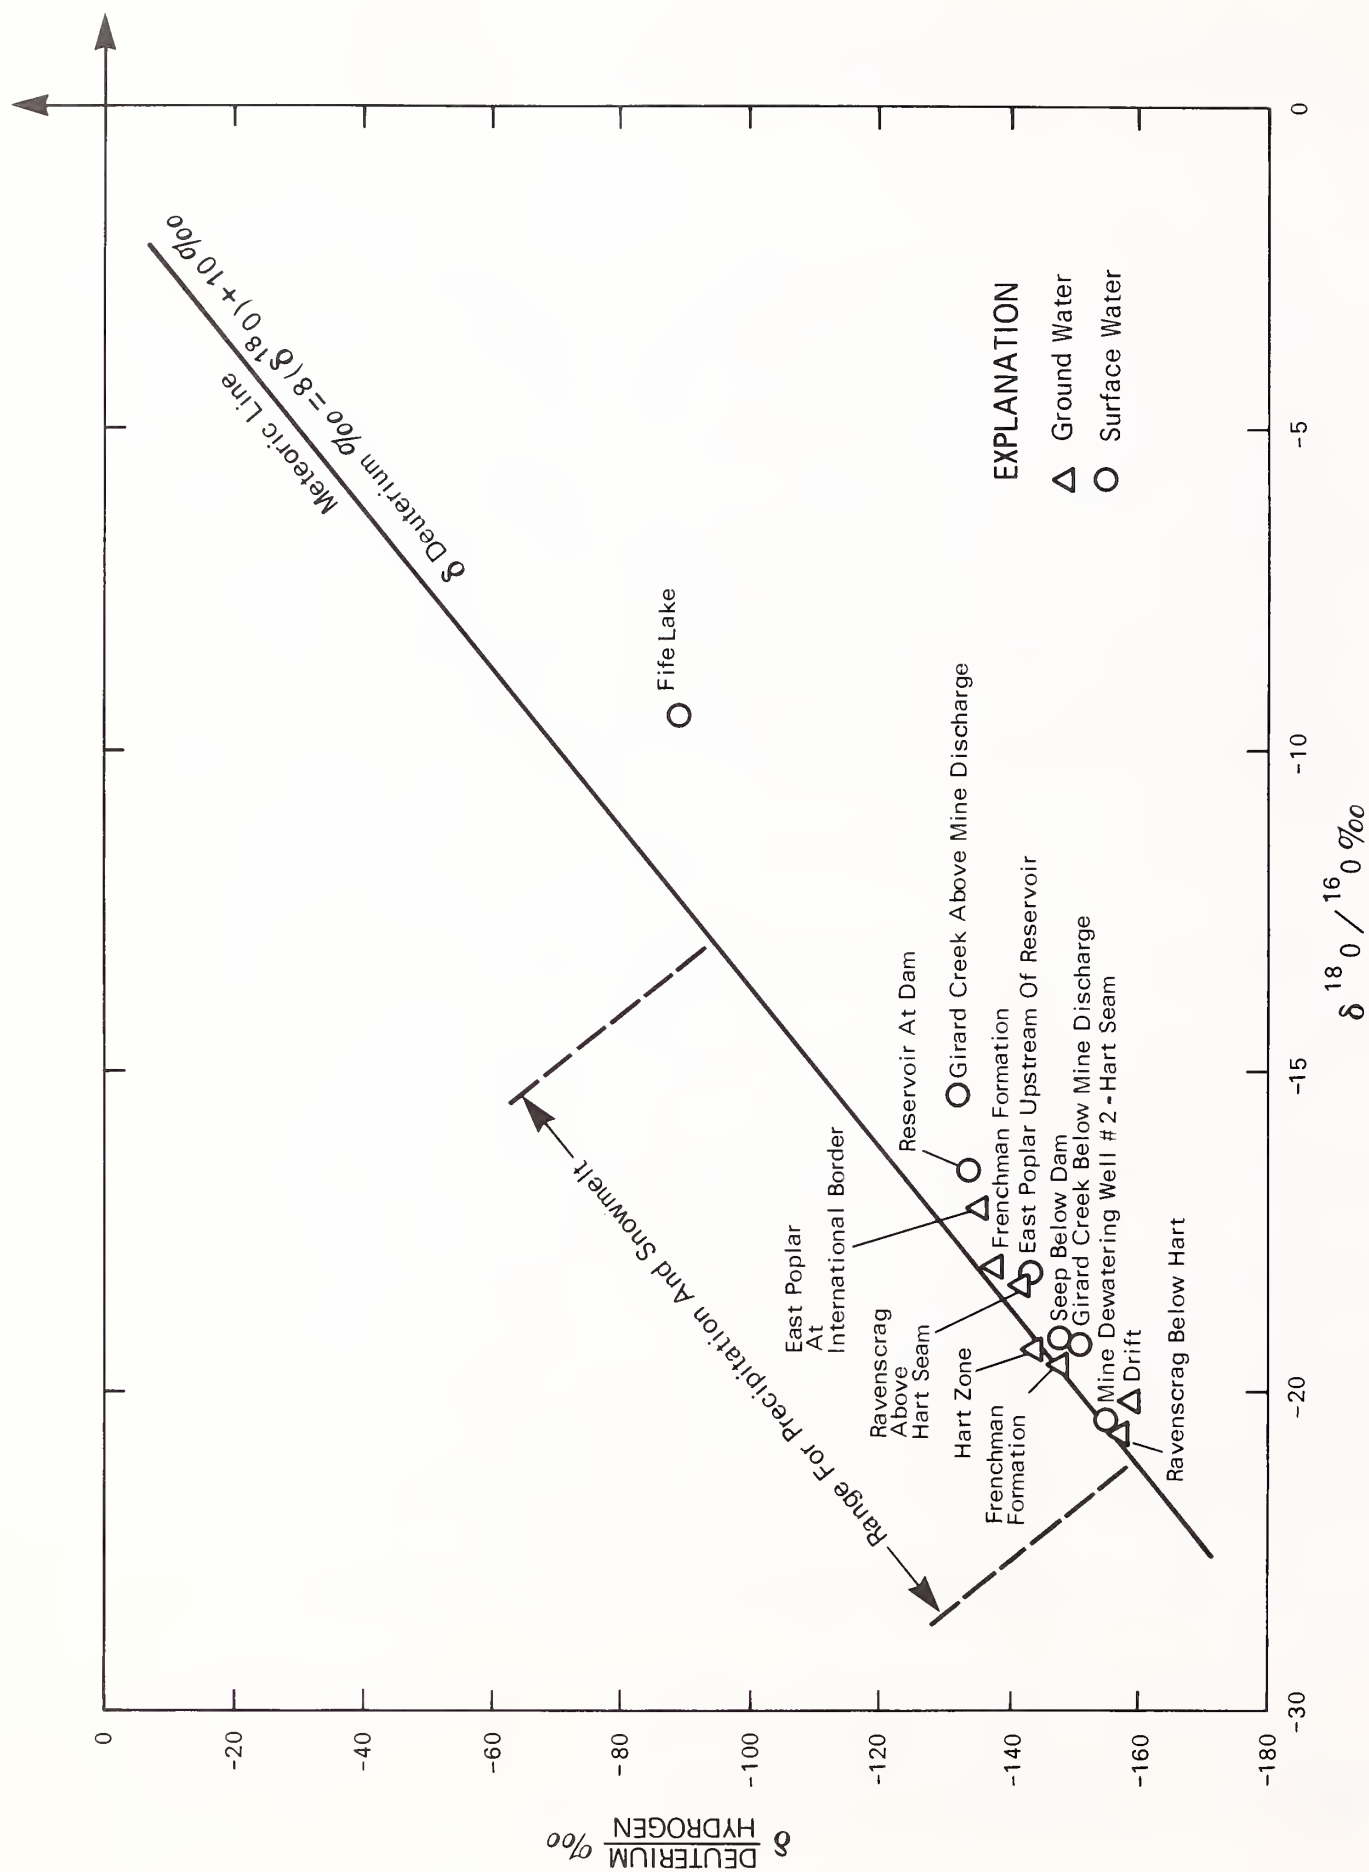 0
-20
-40
-60
-80
-100
-120
-140
-160
-180
δ DEUTERIUM / HYDROGEN ‰
Meteoric Line
δ Deuterium ‰ = 8 (δ¹⁸O) + 10 ‰
Range For Precipitation And Snowmelt
Fife Lake
Reservoir At Dam
Girard Creek Above Mine Discharge
East Poplar
At
International Border
Frenchman Formation
East Poplar Upstream Of Reservoir
Ravenscrag
Above
Hart Seam
Hart Zone
Seep Below Dam
Girard Creek Below Mine Discharge
Frenchman
Formation
Mine Dewatering Well # 2 - Hart Seam
Drift
Ravenscrag Below Hart
EXPLANATION
Ground Water
Surface Water
-30
-20
-15
-10
-5
0
δ ¹⁸O / ¹⁶O ‰